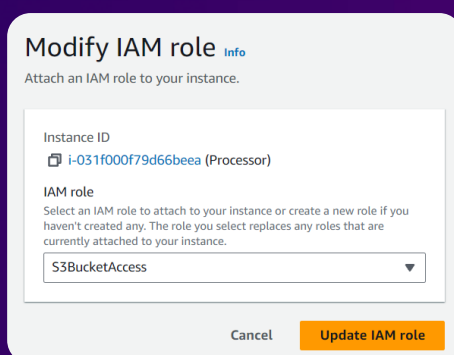 Modify IAM role Info
Attach an IAM role to your instance.
Instance ID
i-031f000f79d66beea (Processor)
IAM role
Select an IAM role to attach to your instance or create a new role if you
haven't created any. The role you select replaces any roles that are
currently attached to your instance.
S3BucketAccess
Cancel Update IAM role